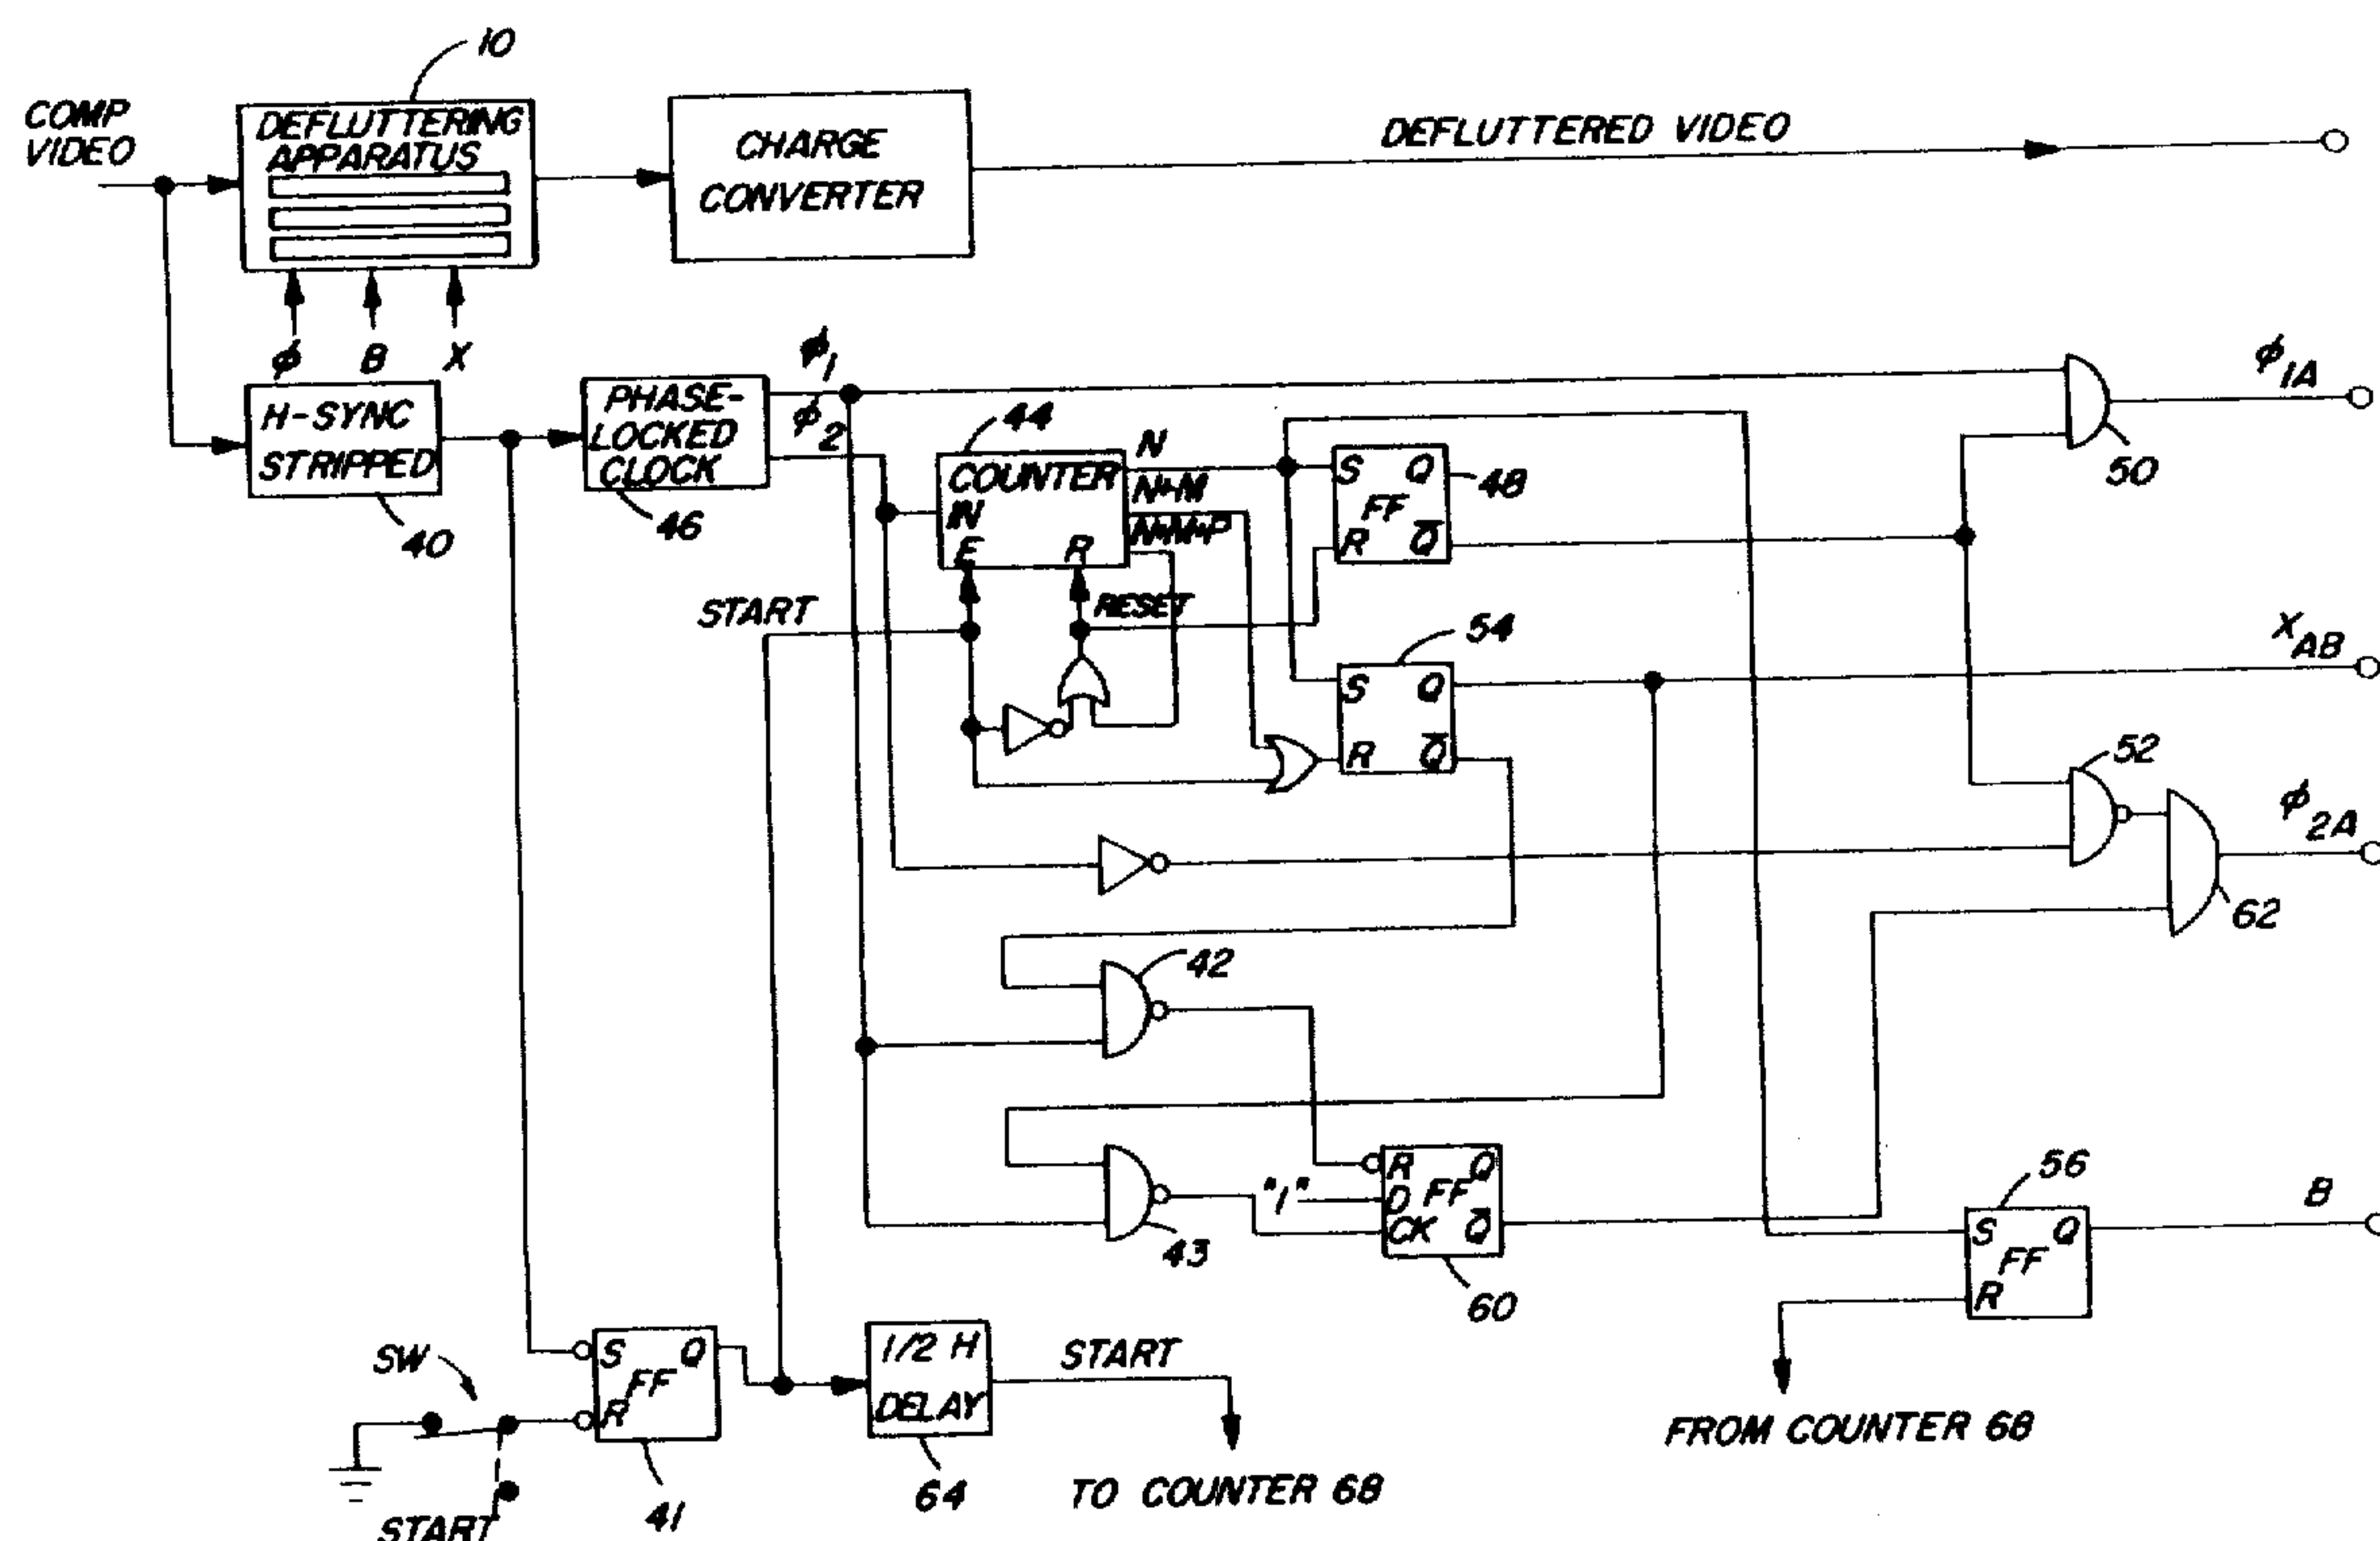 10
COMP
VIDEO
DEFLUTTERING
APPARATUS
CHARGE
CONVERTER
DEFLUTTERED VIDEO
ϕ B X
H-SYNC
STRIPPED
40
PHASE-
LOCKED
CLOCK
46
ϕ1
ϕ2
44
COUNTER
IN
E R
N
N+M
N+M+P
S Q
FF
R Q̅
48
50
ϕ1A
START
RESET
54
S Q
R Q̅
XAB
52
62
ϕ2A
42
43
"1"
R Q
D FF
CK Q̅
60
56
S Q
FF
R
B
FROM COUNTER 68
SW
START
S Q
FF
R
41
1/2 H
DELAY
64
START
TO COUNTER 68